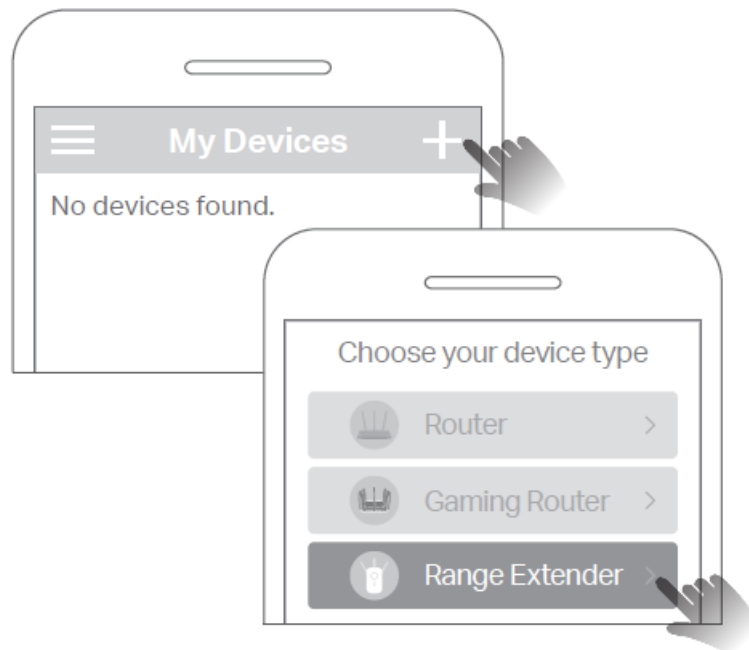 My Devices
No devices found.
Choose your device type
Router
Gaming Router
Range Extender